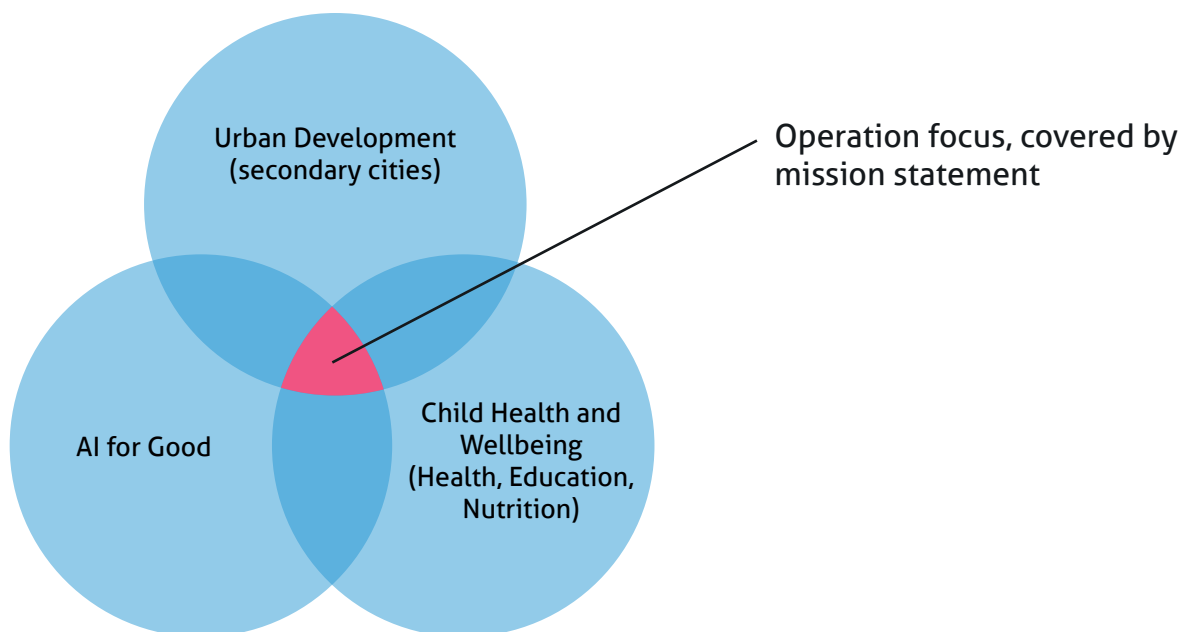 Urban Development
(secondary cities)
Operation focus, covered by
mission statement
AI for Good
Child Health and
Wellbeing
(Health, Education,
Nutrition)